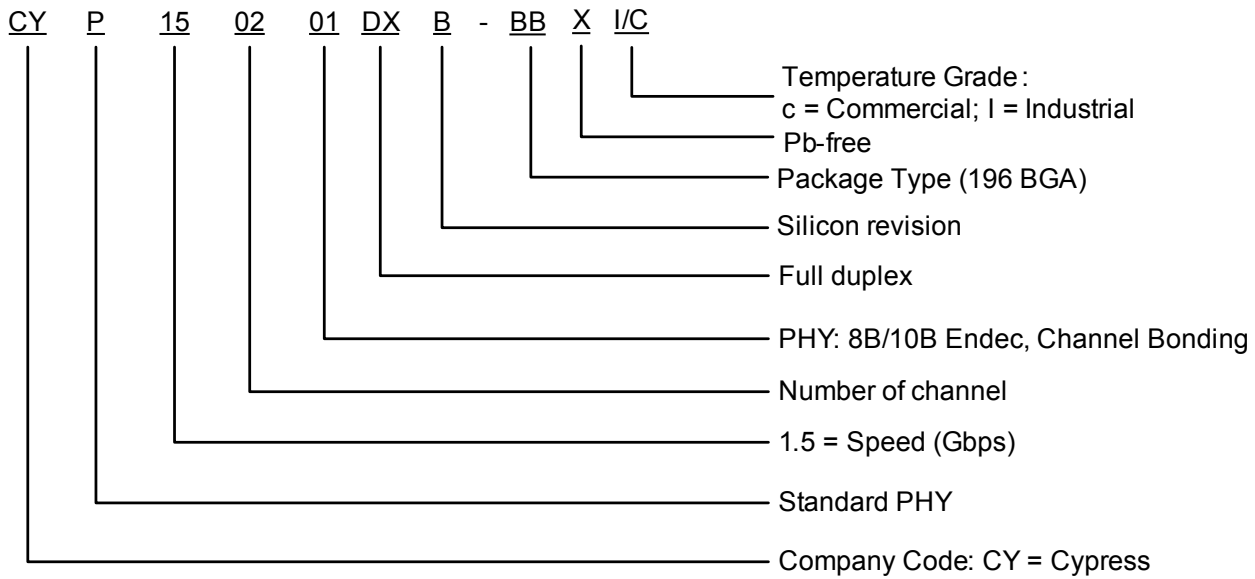 CY P 15 02 01 DX B - BB X I/C
Temperature Grade:
c = Commercial; I = Industrial
Pb-free
Package Type (196 BGA)
Silicon revision
Full duplex
PHY: 8B/10B Endec, Channel Bonding
Number of channel
1.5 = Speed (Gbps)
Standard PHY
Company Code: CY = Cypress